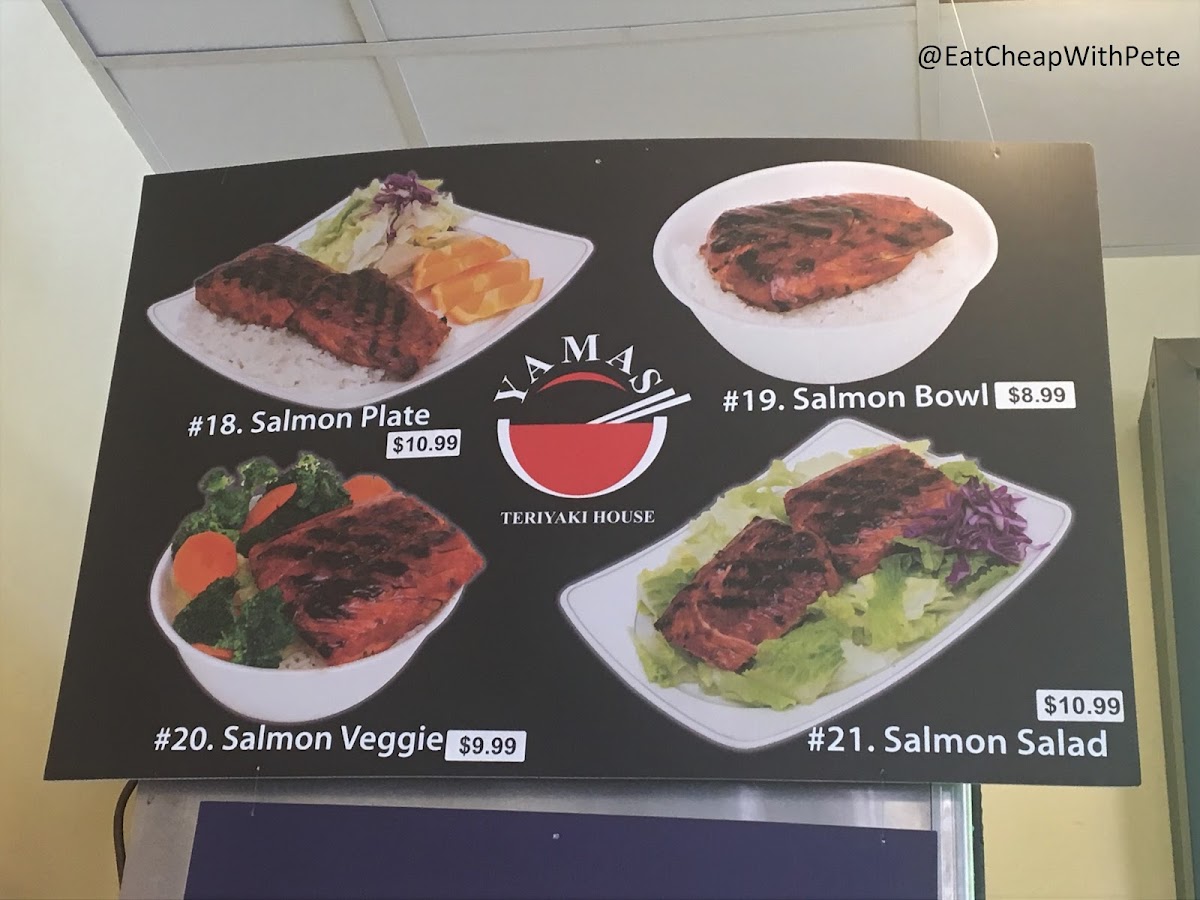 @EatCheapWithPete
#18. Salmon Plate
$10.99
#19. Salmon Bowl $8.99
YAMAS
TERIYAKI HOUSE
#20. Salmon Veggie $9.99
$10.99
#21. Salmon Salad